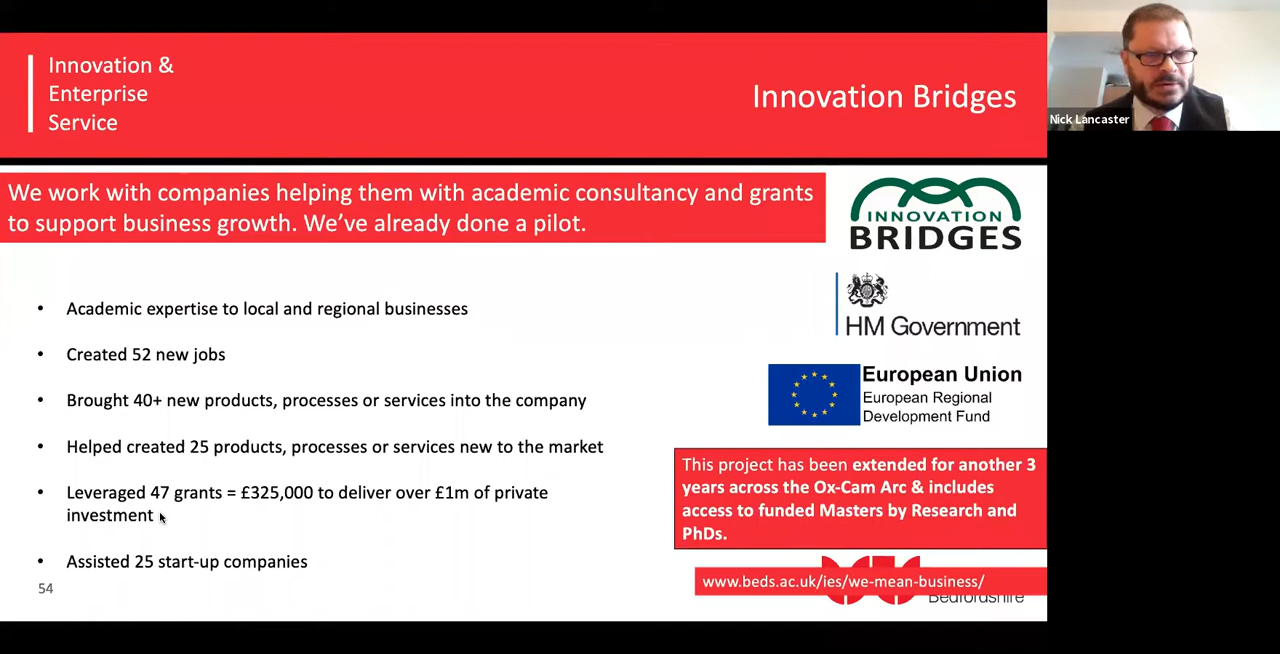 Innovation &
Enterprise
Service
Innovation Bridges
Nick Lancaster
We work with companies helping them with academic consultancy and grants
to support business growth. We've already done a pilot.
INNOVATION
BRIDGES
HM Government
European Union
European Regional
Development Fund
• Academic expertise to local and regional businesses
• Created 52 new jobs
• Brought 40+ new products, processes or services into the company
• Helped created 25 products, processes or services new to the market
• Leveraged 47 grants = £325,000 to deliver over £1m of private
investment
• Assisted 25 start-up companies
This project has been extended for another 3
years across the Ox-Cam Arc & includes
access to funded Masters by Research and
PhDs.
www.beds.ac.uk/ies/we-mean-business/
Bedfordshire
54